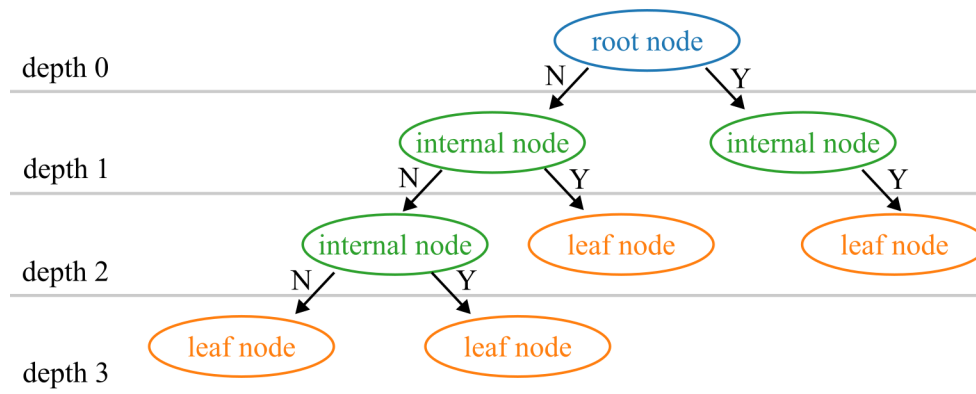 root node
depth 0
N
Y
internal node
internal node
depth 1
N
Y
Y
internal node
leaf node
leaf node
depth 2
N
Y
leaf node
leaf node
depth 3